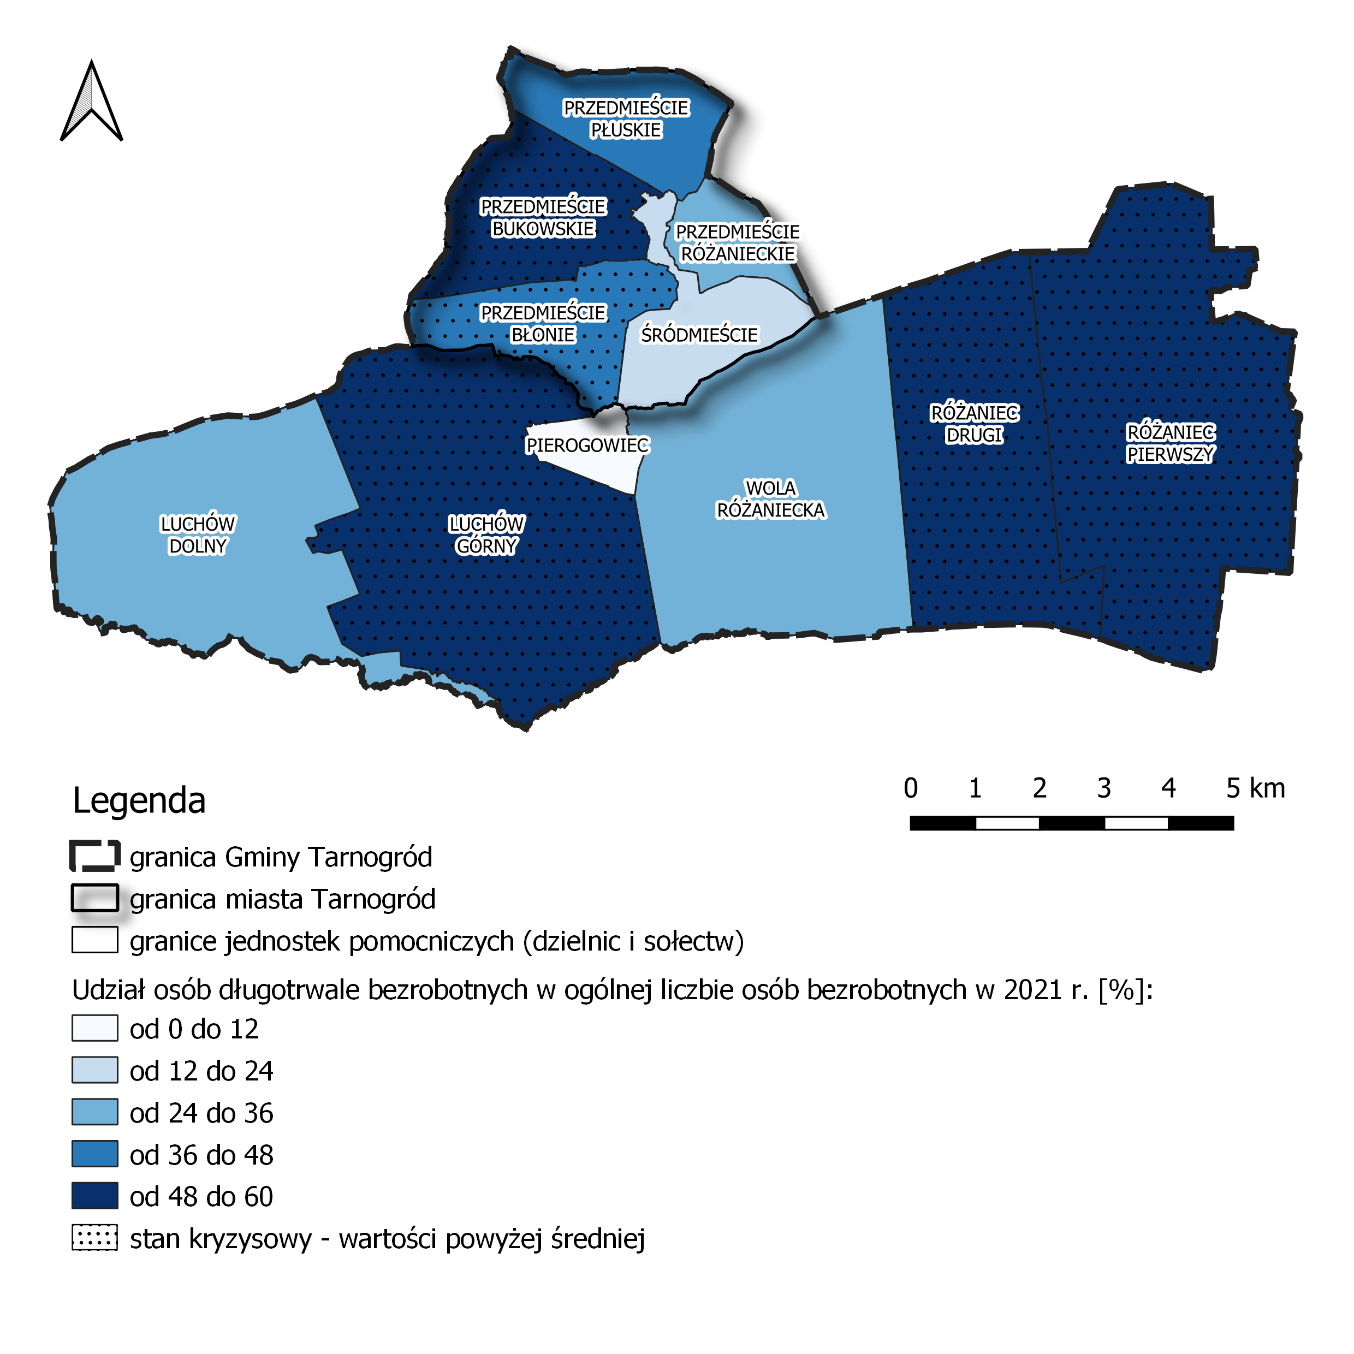 PRZEDMIEŚCIE
PŁUSKIE
PRZEDMIEŚCIE
BUKOWSKIE
PRZEDMIEŚCIE
RÓŻANIECKIE
PRZEDMIEŚCIE
BŁONIE
ŚRÓDMIEŚCIE
RÓŻANIEC
DRUGI
RÓŻANIEC
PIERWSZY
PIEROGOWIEC
WOLA
RÓŻANIECKA
LUCHÓW
DOLNY
LUCHÓW
GÓRNY
0 1 2 3 4 5 km
Legenda
granica Gminy Tarnogród
granica miasta Tarnogród
granice jednostek pomocniczych (dzielnic i sołectw)
Udział osób długotrwale bezrobotnych w ogólnej liczbie osób bezrobotnych w 2021 r. [%]:
od 0 do 12
od 12 do 24
od 24 do 36
od 36 do 48
od 48 do 60
stan kryzysowy - wartości powyżej średniej